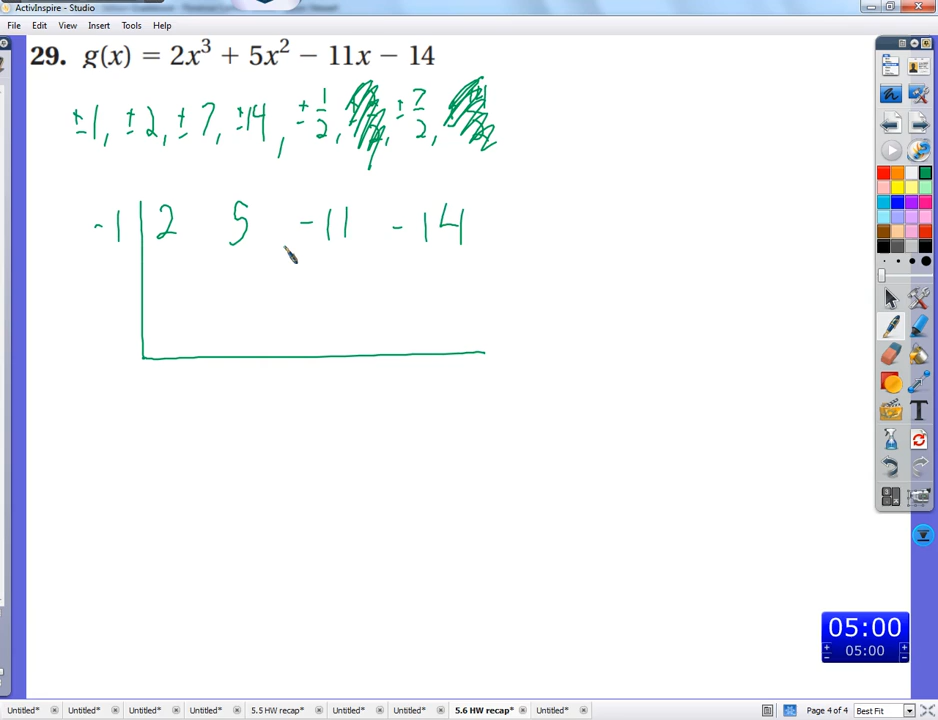 ActivInspire - Studio
File Edit View Insert Tools Help
29. g(x) = 2x³ + 5x² − 11x − 14
±1, ±2, ±7, ±14, ±1/2, ±7/2,
-1 | 2 5 -11 -14
05:00
05:00
Untitled* Untitled* Untitled* Untitled* 5.5 HW recap* Untitled* Untitled* 5.6 HW recap* Untitled* Page 4 of 4 Best Fit